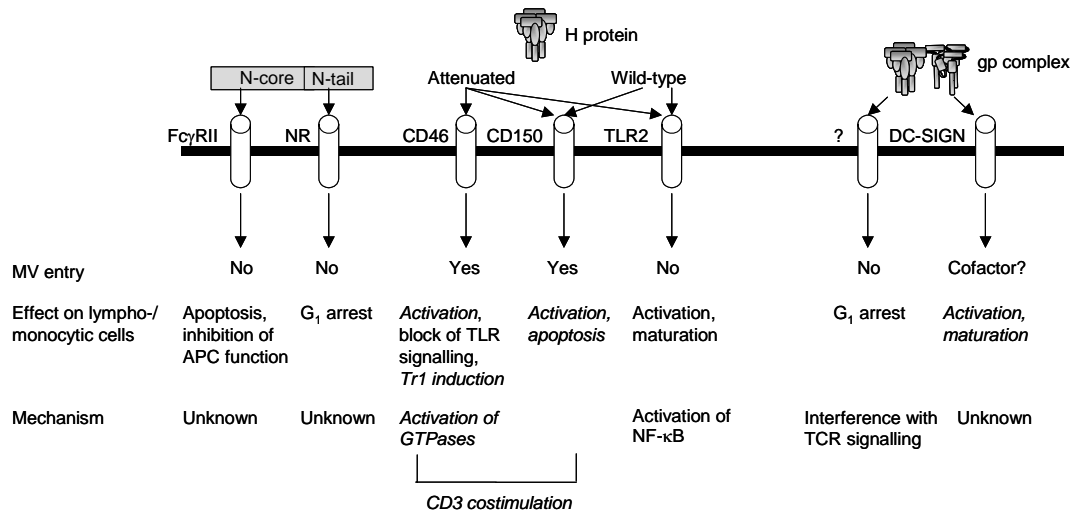 H protein
gp complex
N-core N-tail
Attenuated Wild-type
FcγRII NR CD46 CD150 TLR2 ? DC-SIGN
MV entry No No Yes Yes No No Cofactor?
Effect on lympho-/ Apoptosis, G1 arrest Activation, Activation, Activation, G1 arrest Activation,
monocytic cells inhibition of block of TLR apoptosis maturation maturation
APC function signalling,
Tr1 induction
Mechanism Unknown Unknown Activation of Activation of Interference with Unknown
GTPases NF-κB TCR signalling
CD3 costimulation